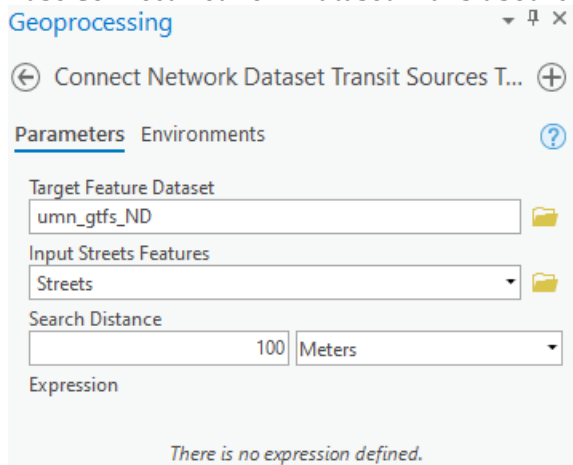 Geoprocessing
Connect Network Dataset Transit Sources T...
Parameters Environments
Target Feature Dataset
umn_gtfs_ND
Input Streets Features
Streets
Search Distance
100 Meters
Expression
There is no expression defined.